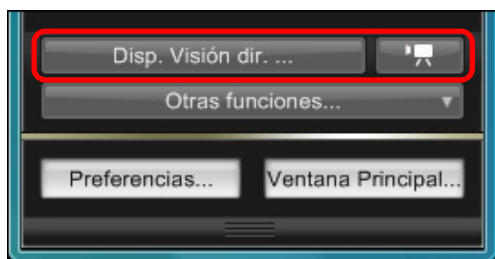 Disp. Visión dir. ...
Otras funciones...
Preferencias... Ventana Principal...